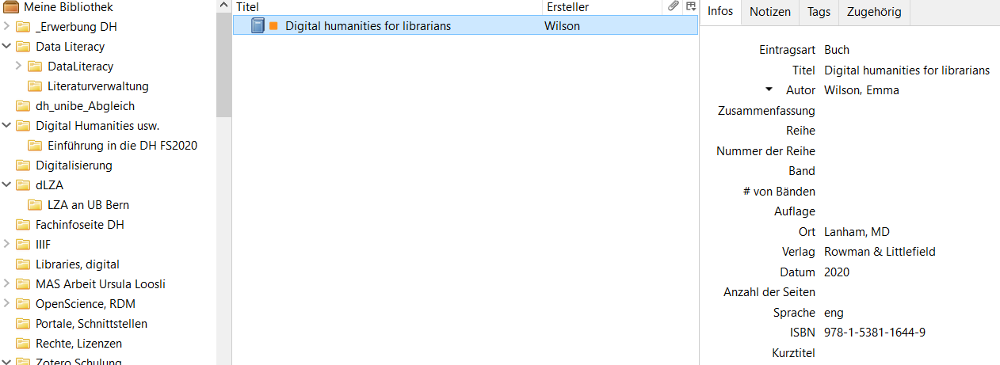 Meine Bibliothek
_Erwerbung DH
Data Literacy
DataLiteracy
Literaturverwaltung
dh_unibe_Abgleich
Digital Humanities usw.
Einführung in die DH FS2020
Digitalisierung
dLZA
LZA an UB Bern
Fachinfoseite DH
IIIF
Libraries, digital
MAS Arbeit Ursula Loosli
OpenScience, RDM
Portale, Schnittstellen
Rechte, Lizenzen
Zotero Schulung
Titel Ersteller
Digital humanities for librarians Wilson
Infos Notizen Tags Zugehörig
Eintragsart Buch
Titel Digital humanities for librarians
Autor Wilson, Emma
Zusammenfassung
Reihe
Nummer der Reihe
Band
# von Bänden
Auflage
Ort Lanham, MD
Verlag Rowman & Littlefield
Datum 2020
Anzahl der Seiten
Sprache eng
ISBN 978-1-5381-1644-9
Kurztitel